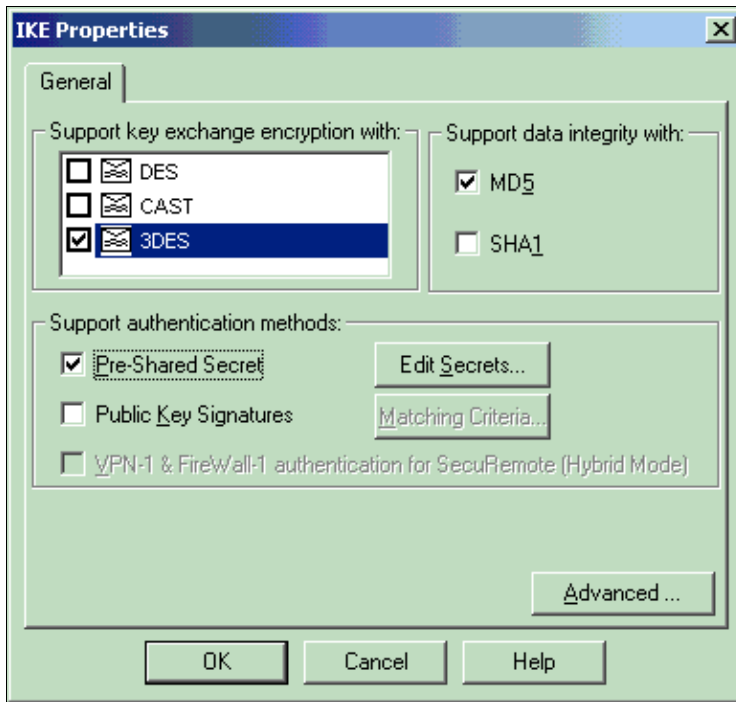 IKE Properties
General
Support key exchange encryption with:
DES
CAST
3DES
Support data integrity with:
MD5
SHA1
Support authentication methods:
Pre-Shared Secret
Edit Secrets...
Public Key Signatures
Matching Criteria...
VPN-1 & FireWall-1 authentication for SecuRemote (Hybrid Mode)
Advanced ...
OK
Cancel
Help